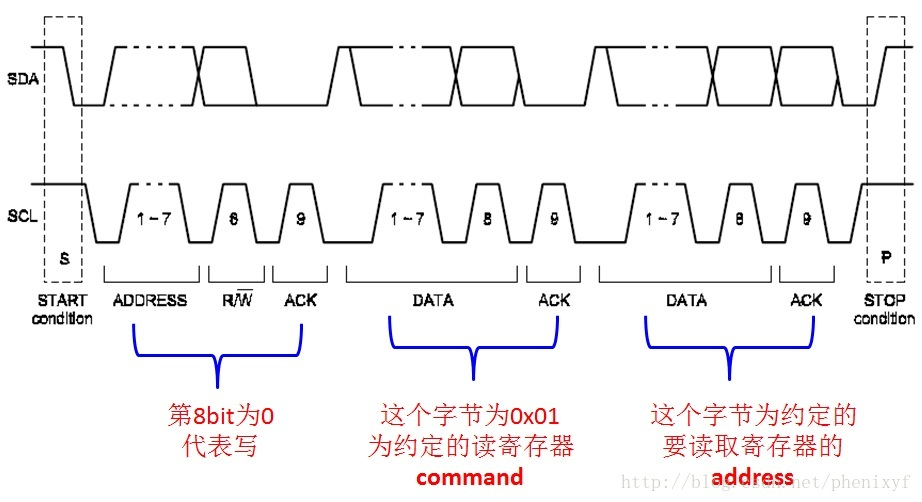 SDA
SCL
1 – 7
8
9
1 – 7
8
9
1 – 7
8
9
S
P
START
condition
ADDRESS
R/W̅
ACK
DATA
ACK
DATA
ACK
STOP
condition
第8bit为0
代表写
这个字节为0x01
为约定的读寄存器
command
这个字节为约定的
要读取寄存器的
address
http://blog.csdn.net/phenixyf